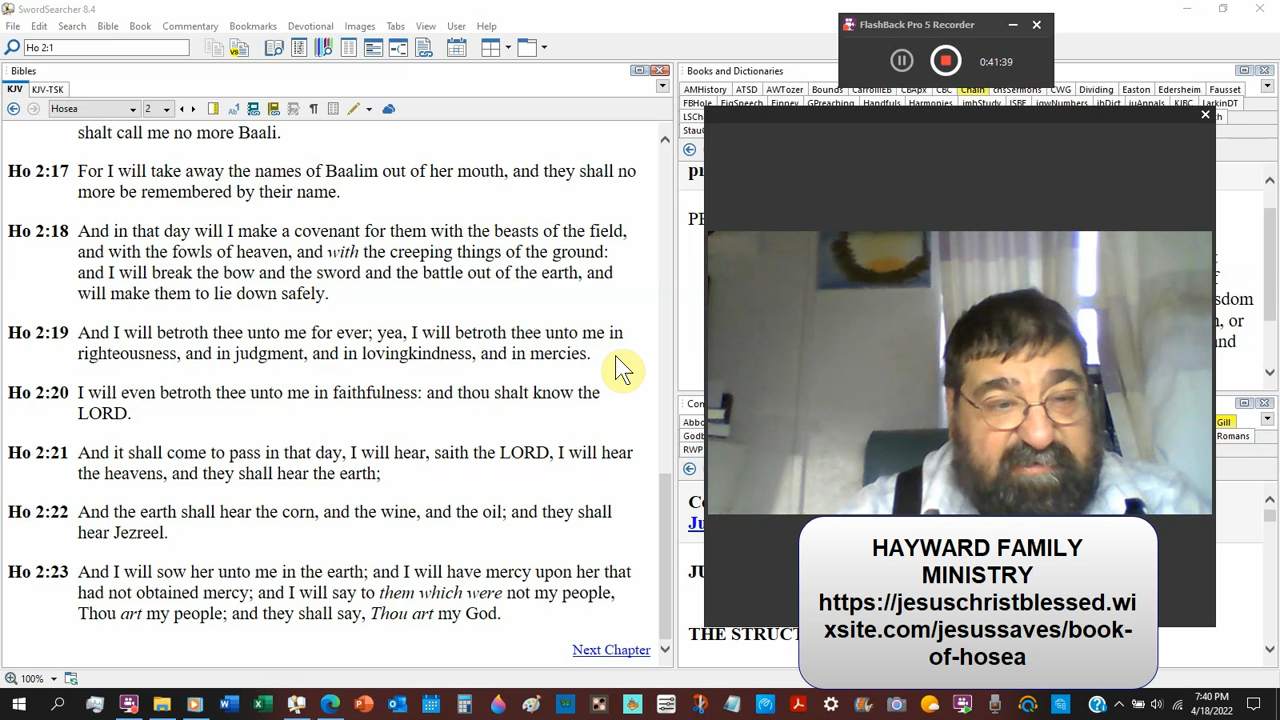 SwordSearcher 8.4
File Edit Search Bible Book Commentary Bookmarks Devotional Images Tabs View User Help
Ho 2:1
Bibles
KJV KJV-TSK
Hosea 2
shalt call me no more Baali.
Ho 2:17 For I will take away the names of Baalim out of her mouth, and they shall no
more be remembered by their name.
Ho 2:18 And in that day will I make a covenant for them with the beasts of the field,
and with the fowls of heaven, and with the creeping things of the ground:
and I will break the bow and the sword and the battle out of the earth, and
will make them to lie down safely.
Ho 2:19 And I will betroth thee unto me for ever; yea, I will betroth thee unto me in
righteousness, and in judgment, and in lovingkindness, and in mercies.
Ho 2:20 I will even betroth thee unto me in faithfulness: and thou shalt know the
LORD.
Ho 2:21 And it shall come to pass in that day, I will hear, saith the LORD, I will hear
the heavens, and they shall hear the earth;
Ho 2:22 And the earth shall hear the corn, and the wine, and the oil; and they shall
hear Jezreel.
Ho 2:23 And I will sow her unto me in the earth; and I will have mercy upon her that
had not obtained mercy; and I will say to them which were not my people,
Thou art my people; and they shall say, Thou art my God.
Next Chapter
100%
FlashBack Pro 5 Recorder
0:41:39
Books and Dictionaries
AMHistory ATSD AWTozer Bounds CarrollEB CBApx CBC Chain chsSermons CWG Dividing Easton Edersheim Fausset
FBHole FigSpeech Finney GPreaching Handfuls Harmonies
LSCh
Stau
Gill
Romans
RWP
THE STRUCT
HAYWARD FAMILY
MINISTRY
https://jesuschristblessed.wi
xsite.com/jesussaves/book-
of-hosea
7:40 PM
4/18/2022